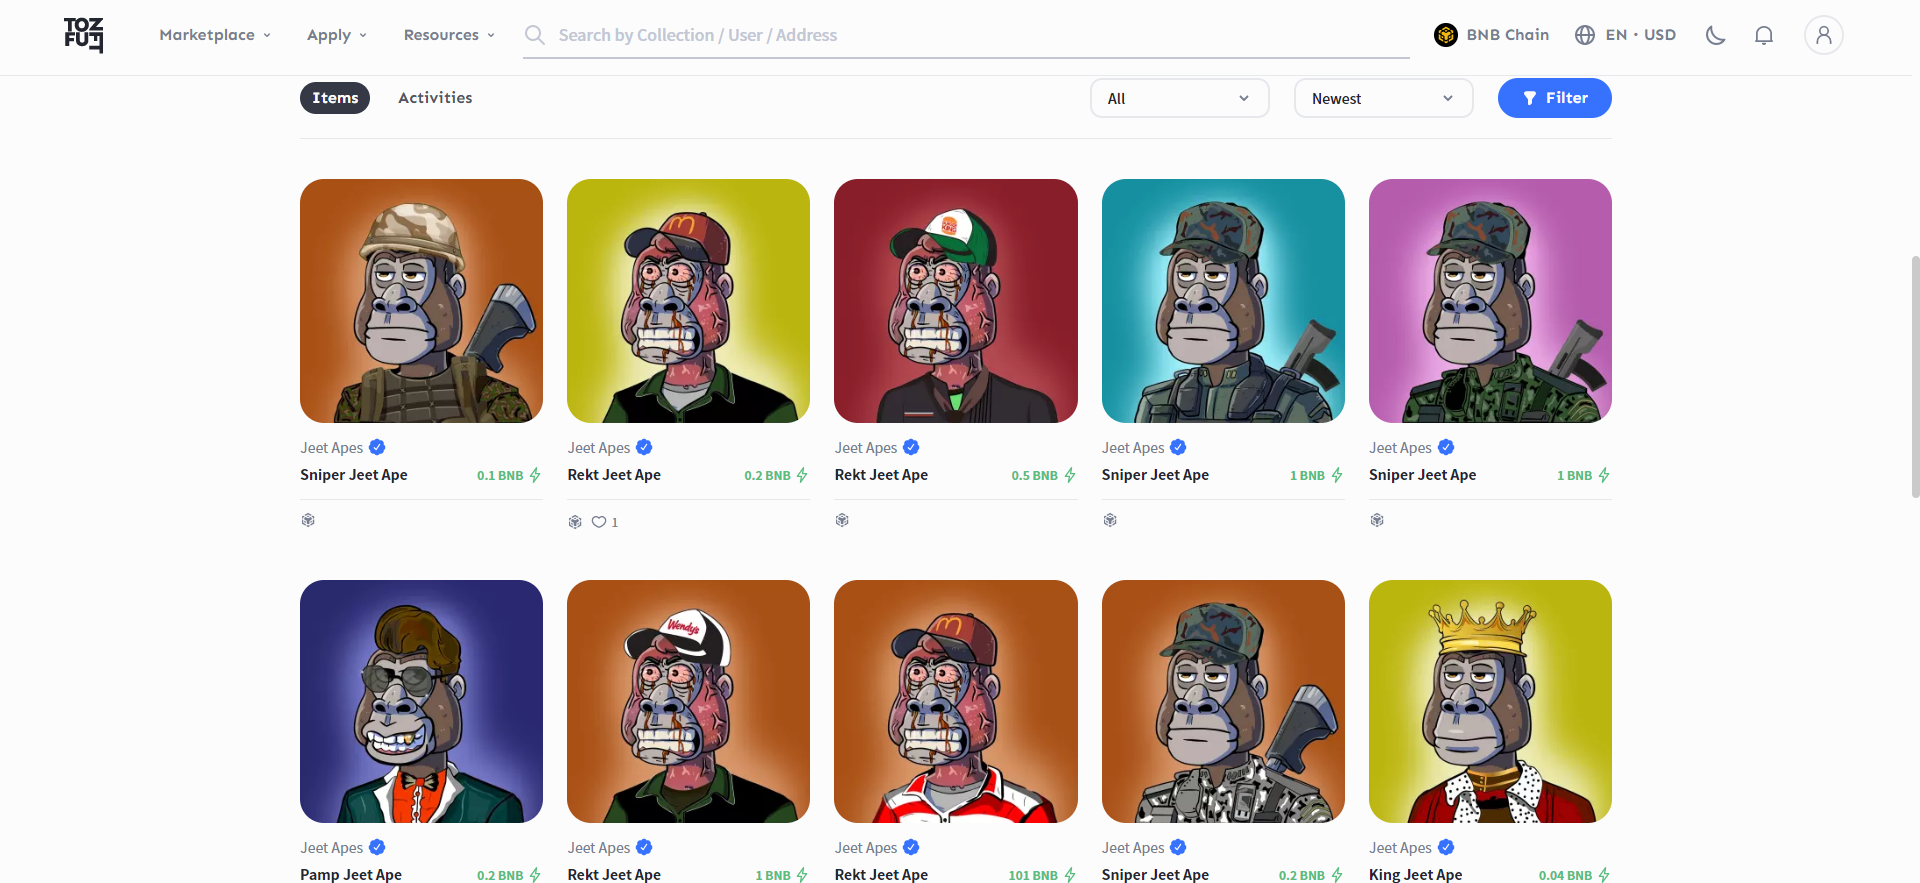 TOZ
FUT
Marketplace
Apply
Resources
Search by Collection / User / Address
BNB Chain
EN · USD
Items
Activities
All
Newest
Filter
BURGER KING
Jeet Apes
Sniper Jeet Ape 0.1 BNB
Jeet Apes
Rekt Jeet Ape 0.2 BNB
1
Jeet Apes
Rekt Jeet Ape 0.5 BNB
Jeet Apes
Sniper Jeet Ape 1 BNB
Jeet Apes
Sniper Jeet Ape 1 BNB
Wendy's
Jeet Apes
Pamp Jeet Ape 0.2 BNB
Jeet Apes
Rekt Jeet Ape 1 BNB
Jeet Apes
Rekt Jeet Ape 101 BNB
Jeet Apes
Sniper Jeet Ape 0.2 BNB
Jeet Apes
King Jeet Ape 0.04 BNB